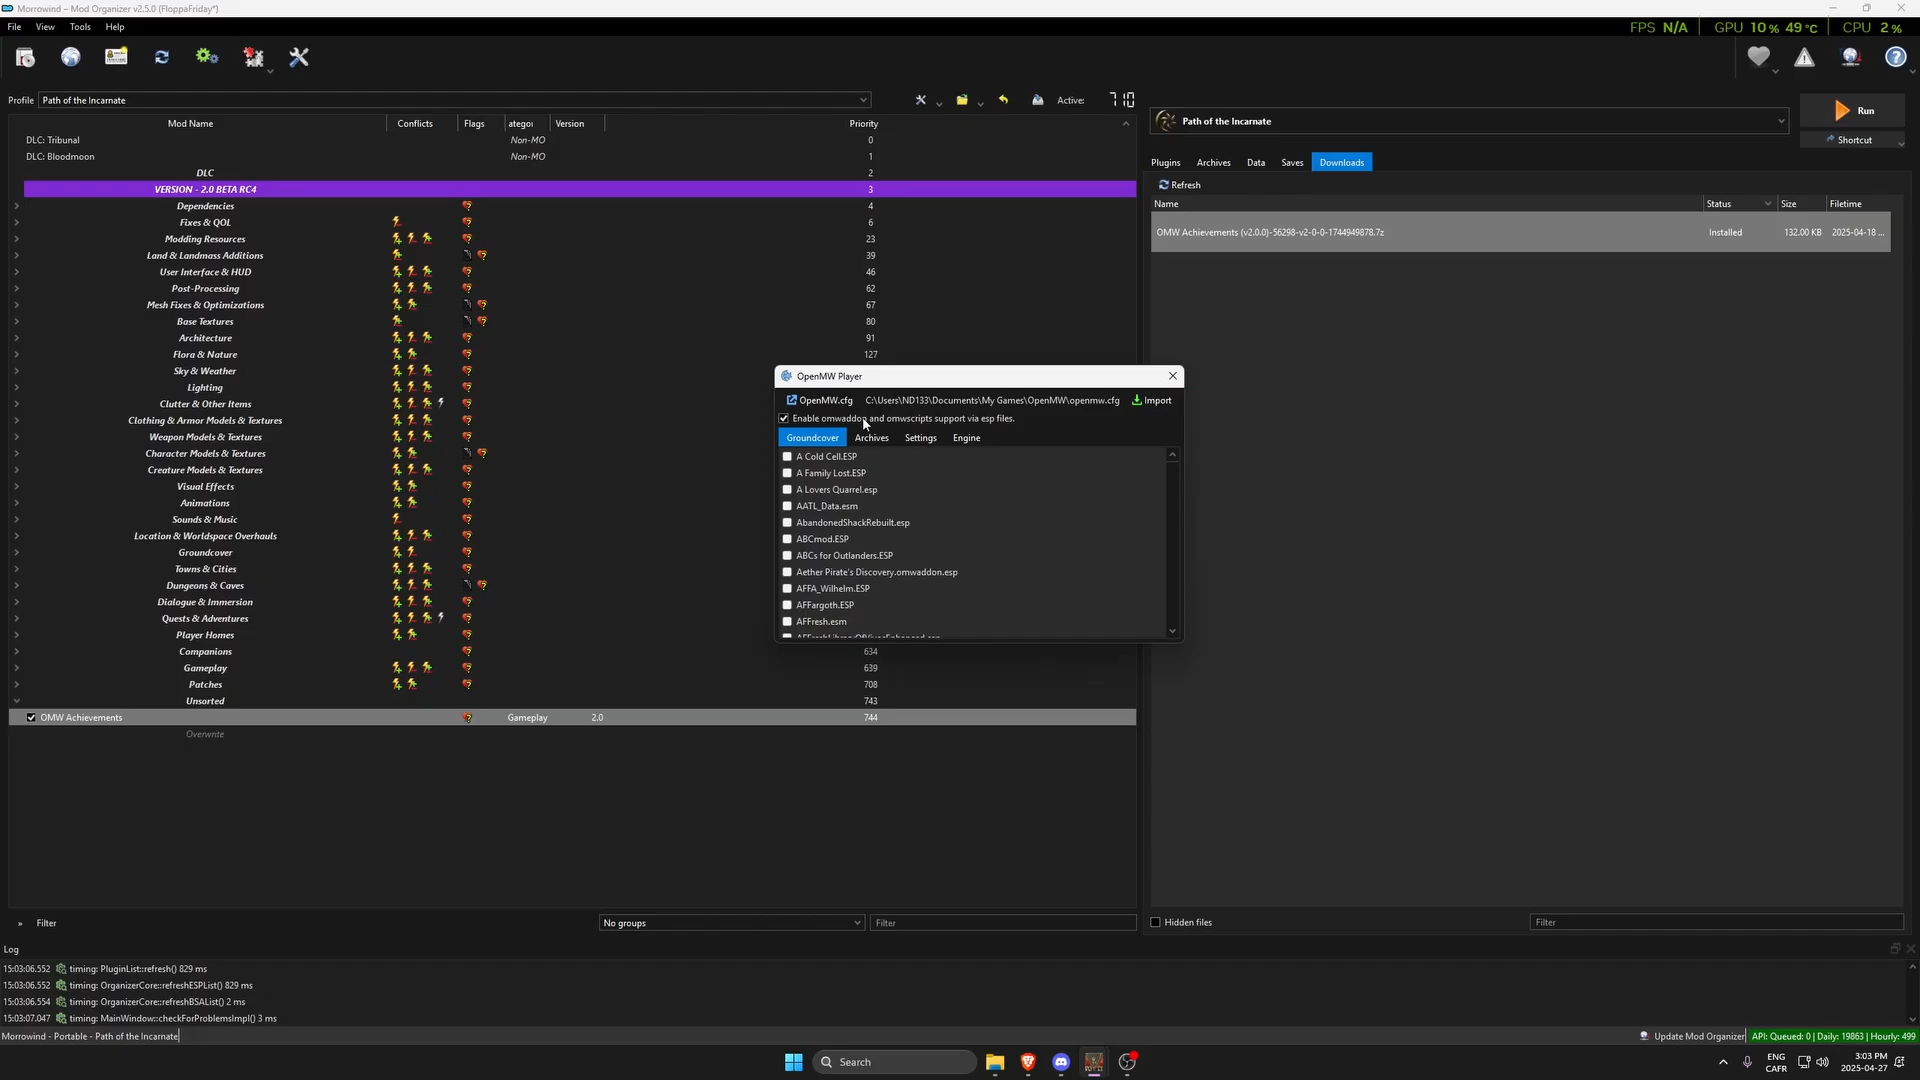 Morrowind – Mod Organizer v2.5.0 (FloppaFriday*)
File View Tools Help
FPS N/A GPU 10 % 49 °C CPU 2 %
Profile Path of the Incarnate
Active: 710
Path of the Incarnate
Run
Shortcut
Mod Name Conflicts Flags ategor Version Priority
DLC: Tribunal Non-MO 0
DLC: Bloodmoon Non-MO 1
DLC 2
VERSION - 2.0 BETA RC4 3
Dependencies 4
Fixes & QOL 6
Modding Resources 23
Land & Landmass Additions 39
User Interface & HUD 46
Post-Processing 62
Mesh Fixes & Optimizations 67
Base Textures 80
Architecture 91
Flora & Nature 127
Sky & Weather
Lighting
Clutter & Other Items
Clothing & Armor Models & Textures
Weapon Models & Textures
Character Models & Textures
Creature Models & Textures
Visual Effects
Animations
Sounds & Music
Location & Worldspace Overhauls
Groundcover
Towns & Cities
Dungeons & Caves
Dialogue & Immersion
Quests & Adventures
Player Homes
Companions 634
Gameplay 639
Patches 708
Unsorted 743
OMW Achievements Gameplay 2.0 744
Overwrite
OpenMW Player
OpenMW.cfg C:\Users\ND133\Documents\My Games\OpenMW\openmw.cfg Import
Enable omwaddon and omwscripts support via esp files.
Groundcover Archives Settings Engine
A Cold Cell.ESP
A Family Lost.ESP
A Lovers Quarrel.esp
AATL_Data.esm
AbandonedShackRebuilt.esp
ABCmod.ESP
ABCs for Outlanders.ESP
Aether Pirate's Discovery.omwaddon.esp
AFFA_Wilhelm.ESP
AFFargoth.ESP
AFFresh.esm
Plugins Archives Data Saves Downloads
Refresh
Name Status Size Filetime
OMW Achievements (v2.0.0)-56298-v2-0-0-1744949878.7z Installed 132.00 KB 2025-04-18 ...
» Filter No groups Filter
Hidden files Filter
Log
15:03:06.552 timing: PluginList::refresh() 829 ms
15:03:06.552 timing: OrganizerCore::refreshESPList() 829 ms
15:03:06.554 timing: OrganizerCore::refreshBSAList() 2 ms
15:03:07.047 timing: MainWindow::checkForProblemsImpl() 3 ms
Morrowind - Portable - Path of the Incarnate
Update Mod Organizer API: Queued: 0 | Daily: 19863 | Hourly: 499
Search
ENG
CAFR
3:03 PM
2025-04-27